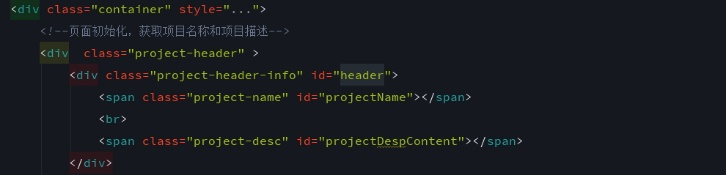 <div class="container" style="...">
<!--页面初始化，获取项目名称和项目描述-->
<div  class="project-header" >
<div class="project-header-info" id="header">
<span class="project-name" id="projectName"></span>
<br>
<span class="project-desc" id="projectDespContent"></span>
</div>